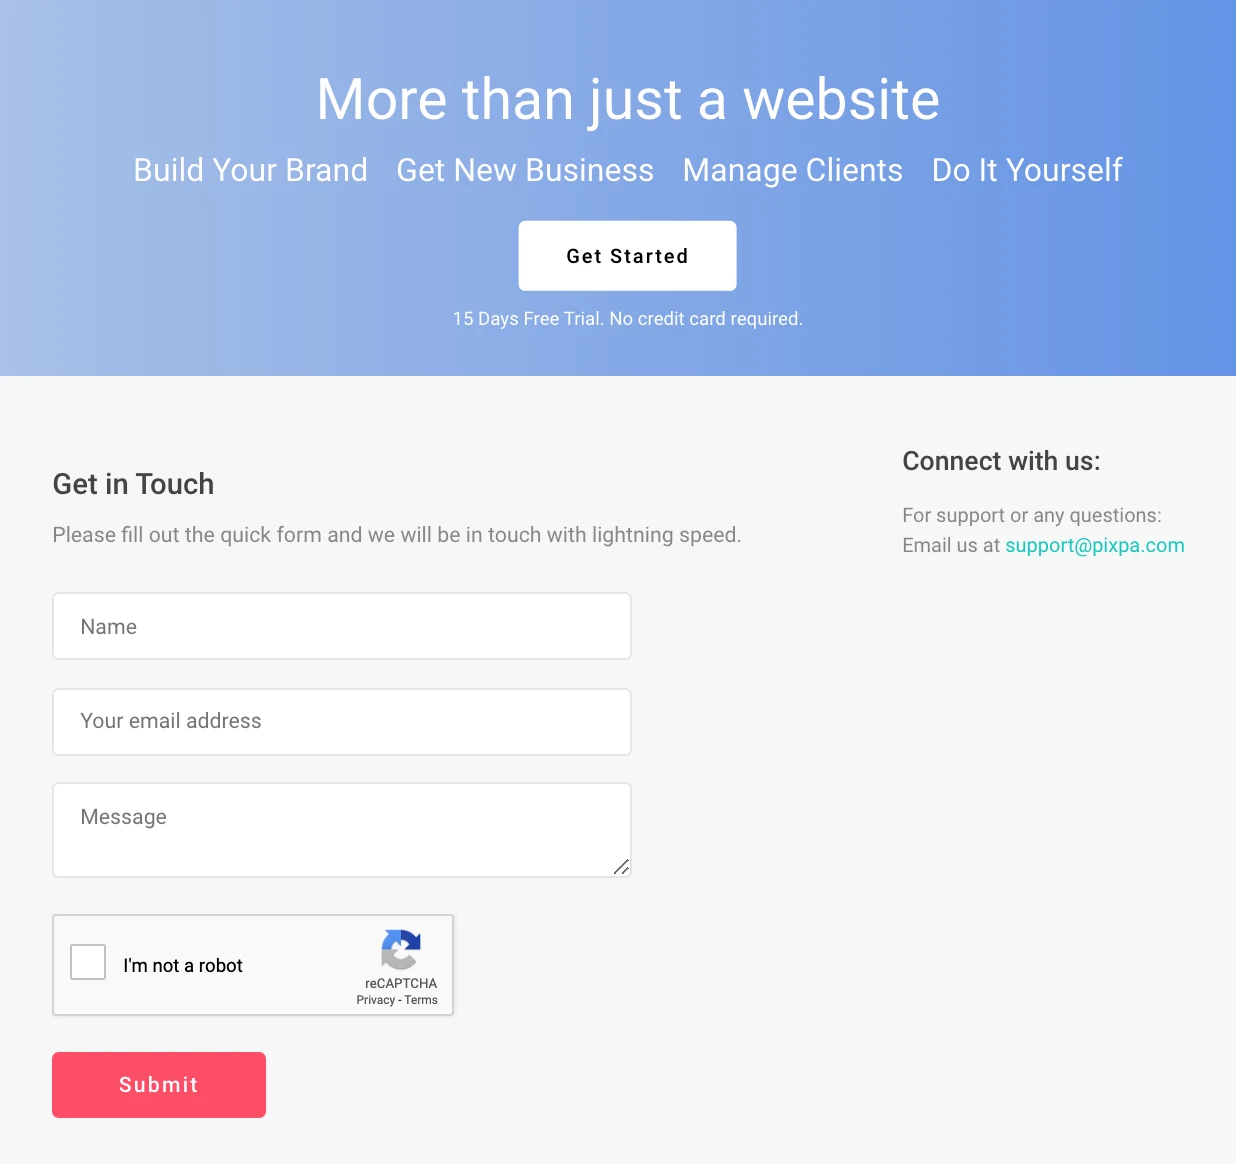 More than just a website
Build Your Brand Get New Business Manage Clients Do It Yourself
Get Started
15 Days Free Trial. No credit card required.
Get in Touch
Please fill out the quick form and we will be in touch with lightning speed.
Name
Your email address
Message
I'm not a robot
reCAPTCHA
Privacy - Terms
Submit
Connect with us:
For support or any questions:
Email us at support@pixpa.com